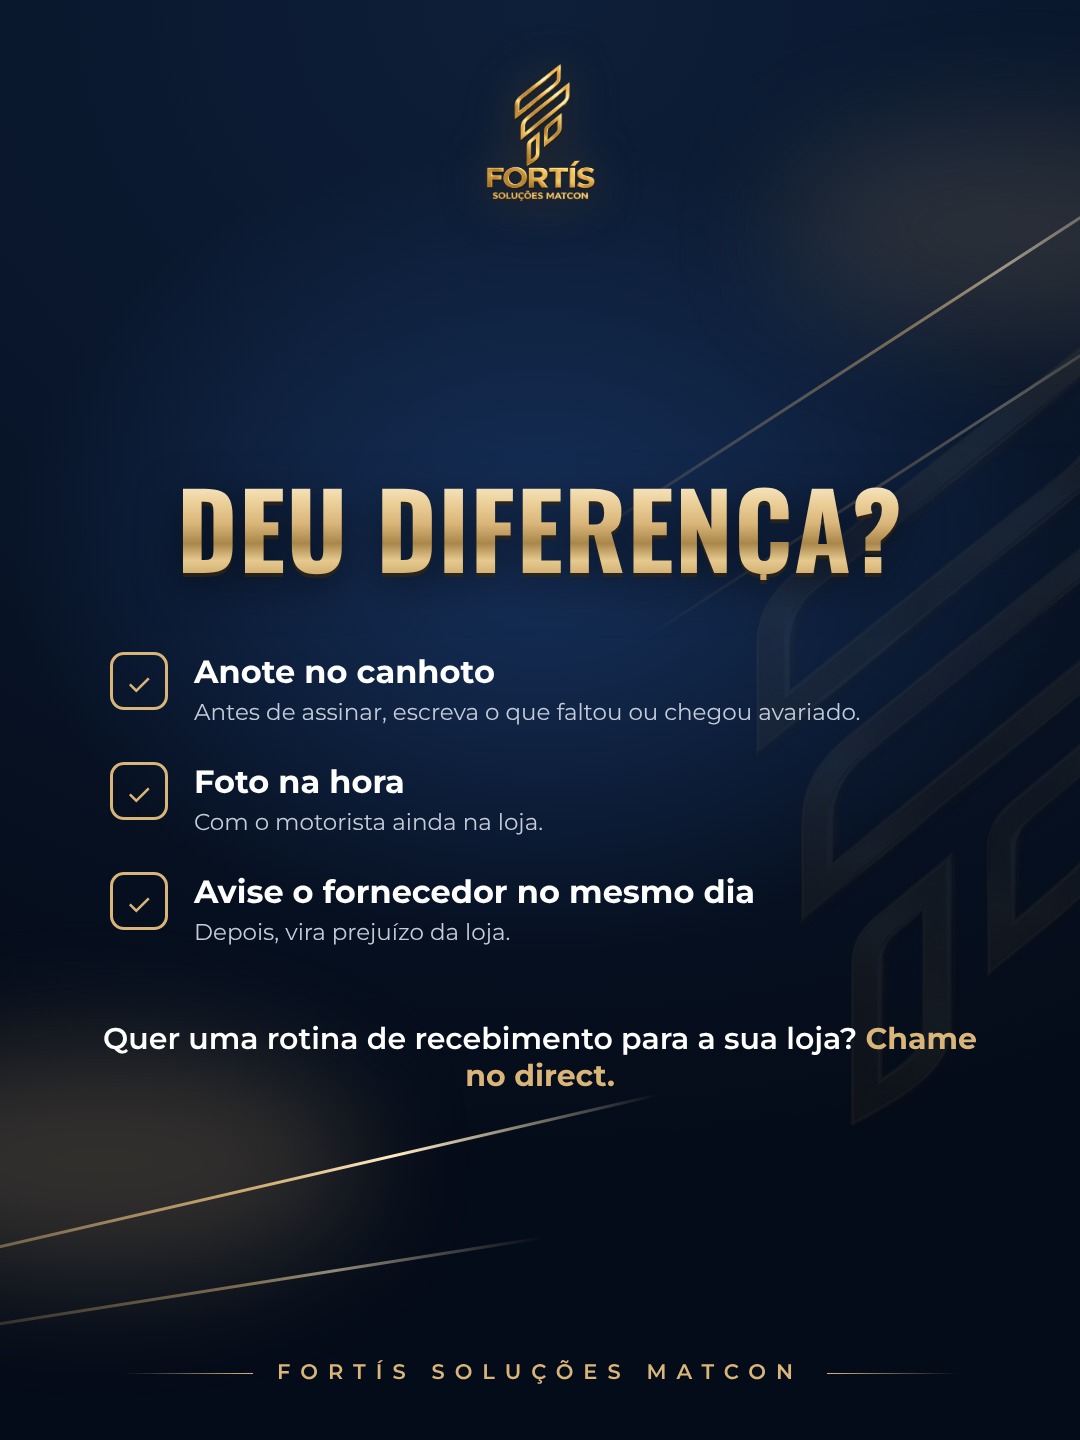 FORTÍS
SOLUÇÕES MATCON
DEU DIFERENÇA?
Anote no canhoto
Antes de assinar, escreva o que faltou ou chegou avariado.
Foto na hora
Com o motorista ainda na loja.
Avise o fornecedor no mesmo dia
Depois, vira prejuízo da loja.
Quer uma rotina de recebimento para a sua loja? Chame
no direct.
FORTÍS SOLUÇÕES MATCON